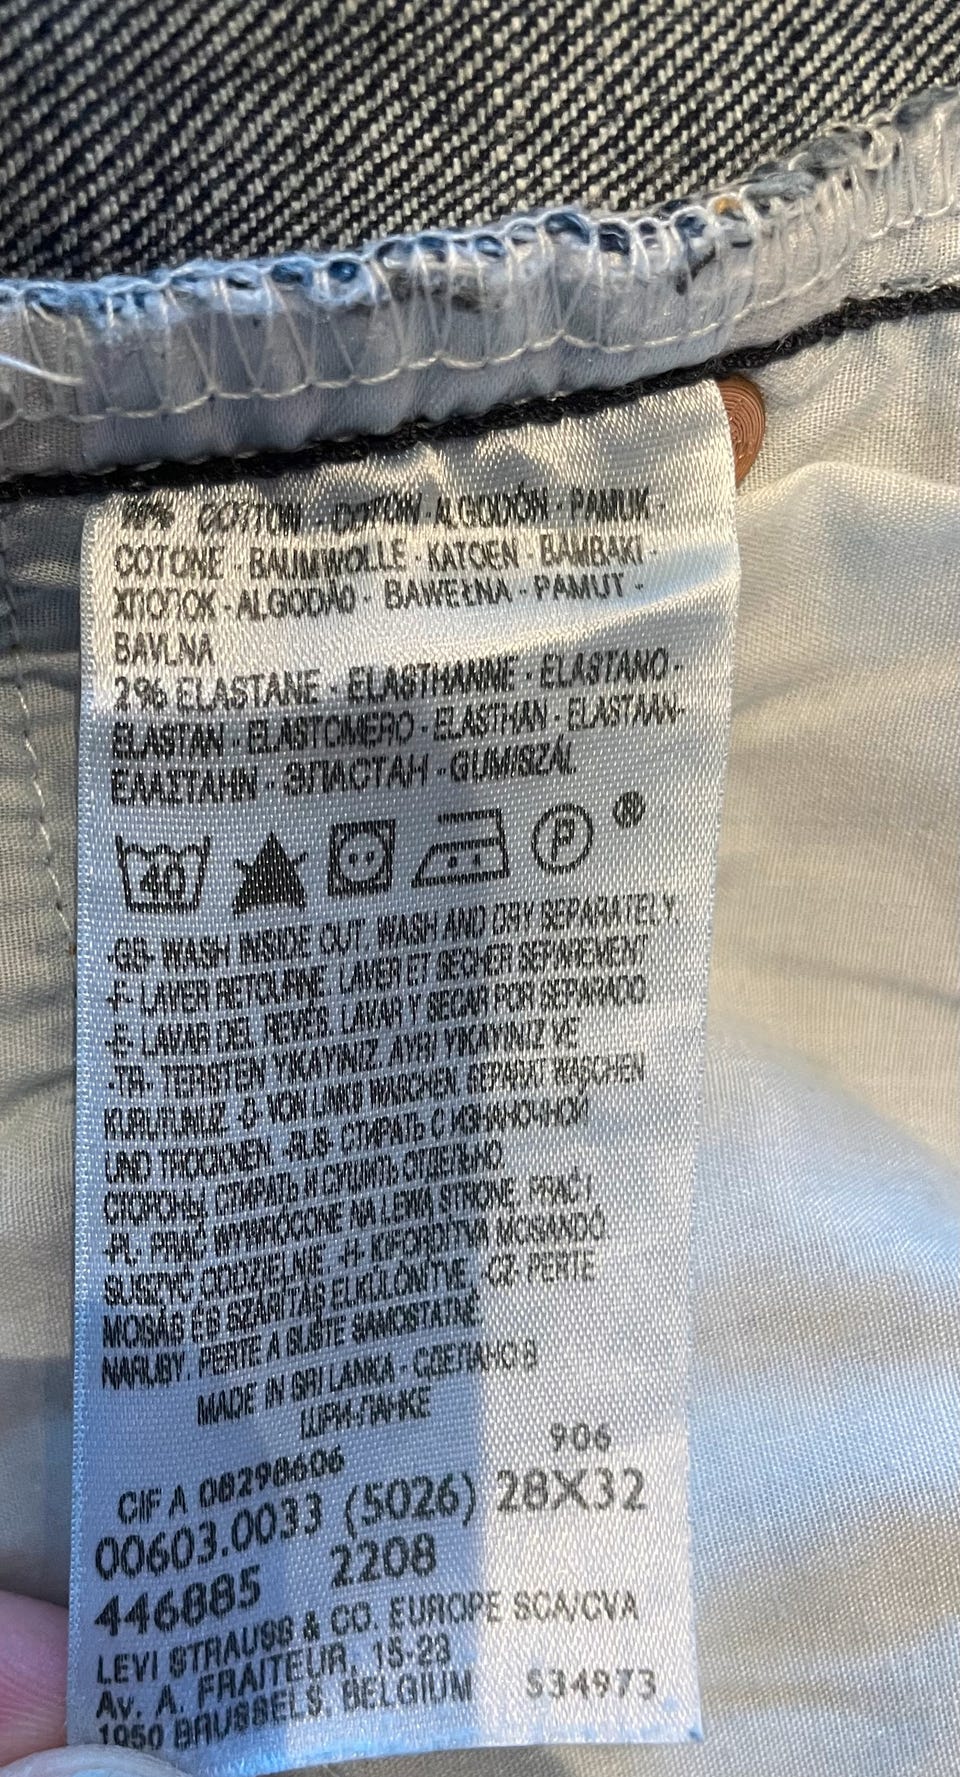 98% COTTON - COTON - ALGODÓN - PAMUK -
COTONE - BAUMWOLLE - KATOEN - BAMBAKI -
ХЛОПОК - ALGODÃO - BAWEŁNA - PAMUT -
BAVLNA
2% ELASTANE - ELASTHANNE - ELASTANO -
ELASTAN - ELASTOMERO - ELASTHAN - ELASTAAN-
ΕΛΑΣΤΑΗΝ - ЭЛАСТАН - GUMISZÁL
40 P ®
-GB- WASH INSIDE OUT. WASH AND DRY SEPARATELY.
-F- LAVER RETOURNE. LAVER ET SECHER SEPAREMENT
-E- LAVAR DEL REVÉS. LAVAR Y SECAR POR SEPARADO.
-TR- TERSTEN YIKAYINIZ. AYRI YIKAYINIZ VE
KURUTUNUZ. -D- VON LINKS WASCHEN. SEPARAT WASCHEN
UND TROCKNEN. -RUS- СТИРАТЬ С ИЗНАНОЧНОЙ
СТОРОНЫ. СТИРАТЬ И СУШИТЬ ОТДЕЛЬНО
-PL- PRAĆ WYWRÓCONE NA LEWĄ STRONĘ. PRAĆ I
SUSZYĆ ODDZIELNIE. -H- KIFORDÍTVA MOSANDÓ
MOSÁS ÉS SZÁRÍTÁS ELKÜLÖNÍTVE. -CZ- PERTE
NARUBY. PERTE A SUŠTE SAMOSTATNĚ.
MADE IN SRI LANKA - СДЕЛАНО В
ШРИ-ЛАНКЕ
906
CIF A 08298606
00603.0033 (5026) 28X32
446885 2208
LEVI STRAUSS & CO. EUROPE SCA/CVA
Av. A. FRAITEUR, 15-23
1950 BRUSSELS, BELGIUM 534973